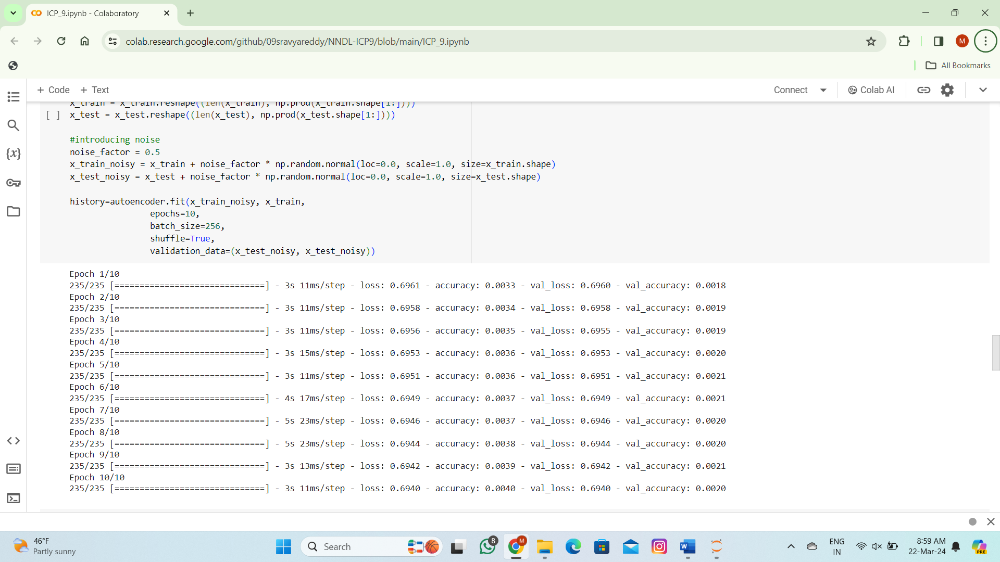 ICP_9.ipynb - Colaboratory
colab.research.google.com/github/09sravyareddy/NNDL-ICP9/blob/main/ICP_9.ipynb
M
All Bookmarks
+ Code + Text
Connect
Colab AI
x_train = x_train.reshape((len(x_train), np.prod(x_train.shape[1:])))
[ ] x_test = x_test.reshape((len(x_test), np.prod(x_test.shape[1:])))
#introducing noise
noise_factor = 0.5
x_train_noisy = x_train + noise_factor * np.random.normal(loc=0.0, scale=1.0, size=x_train.shape)
x_test_noisy = x_test + noise_factor * np.random.normal(loc=0.0, scale=1.0, size=x_test.shape)
history=autoencoder.fit(x_train_noisy, x_train,
epochs=10,
batch_size=256,
shuffle=True,
validation_data=(x_test_noisy, x_test_noisy))
Epoch 1/10
235/235 [==============================] - 3s 11ms/step - loss: 0.6961 - accuracy: 0.0033 - val_loss: 0.6960 - val_accuracy: 0.0018
Epoch 2/10
235/235 [==============================] - 3s 11ms/step - loss: 0.6958 - accuracy: 0.0034 - val_loss: 0.6958 - val_accuracy: 0.0019
Epoch 3/10
235/235 [==============================] - 3s 11ms/step - loss: 0.6956 - accuracy: 0.0035 - val_loss: 0.6955 - val_accuracy: 0.0019
Epoch 4/10
235/235 [==============================] - 3s 15ms/step - loss: 0.6953 - accuracy: 0.0036 - val_loss: 0.6953 - val_accuracy: 0.0020
Epoch 5/10
235/235 [==============================] - 3s 11ms/step - loss: 0.6951 - accuracy: 0.0036 - val_loss: 0.6951 - val_accuracy: 0.0021
Epoch 6/10
235/235 [==============================] - 4s 17ms/step - loss: 0.6949 - accuracy: 0.0037 - val_loss: 0.6949 - val_accuracy: 0.0021
Epoch 7/10
235/235 [==============================] - 5s 23ms/step - loss: 0.6946 - accuracy: 0.0037 - val_loss: 0.6946 - val_accuracy: 0.0020
Epoch 8/10
235/235 [==============================] - 5s 23ms/step - loss: 0.6944 - accuracy: 0.0038 - val_loss: 0.6944 - val_accuracy: 0.0020
Epoch 9/10
235/235 [==============================] - 3s 13ms/step - loss: 0.6942 - accuracy: 0.0039 - val_loss: 0.6942 - val_accuracy: 0.0021
Epoch 10/10
235/235 [==============================] - 3s 11ms/step - loss: 0.6940 - accuracy: 0.0040 - val_loss: 0.6940 - val_accuracy: 0.0020
46°F
Partly sunny
Search
8
M
W
ENG
IN
8:59 AM
22-Mar-24
PRE